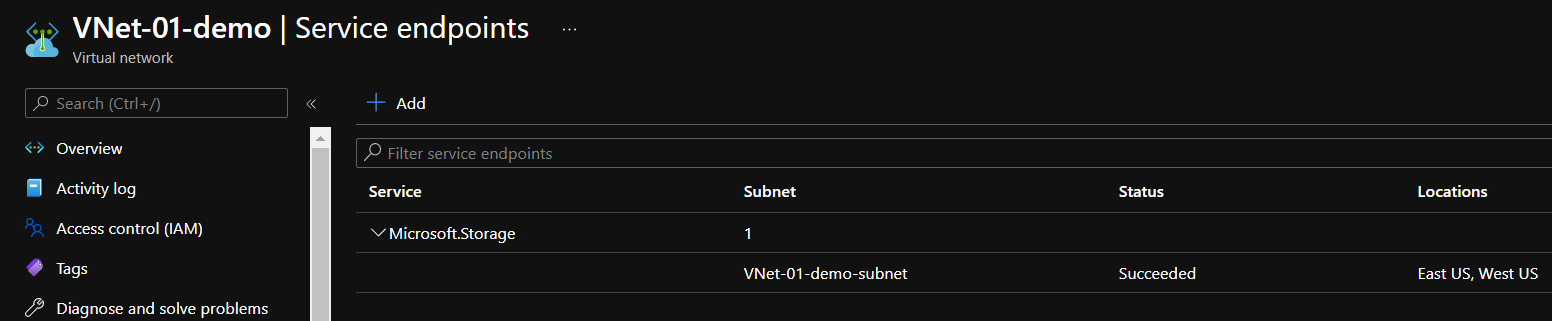 VNet-01-demo | Service endpoints ...
Virtual network
Search (Ctrl+/) «
+ Add
Overview
Activity log
Access control (IAM)
Tags
Diagnose and solve problems
Filter service endpoints
Service Subnet Status Locations
Microsoft.Storage 1
VNet-01-demo-subnet Succeeded East US, West US